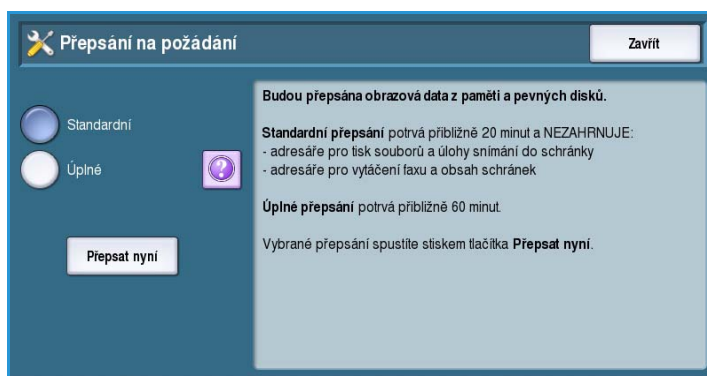 Přepsání na požádání
Zavřít
Standardní
Úplné
?
Přepsat nyní
Budou přepsána obrazová data z paměti a pevných disků.
Standardní přepsání potrvá přibližně 20 minut a NEZAHRNUJE:
- adresáře pro tisk souborů a úlohy snímání do schránky
- adresáře pro vytáčení faxu a obsah schránek
Úplné přepsání potrvá přibližně 60 minut.
Vybrané přepsání spustíte stiskem tlačítka Přepsat nyní.